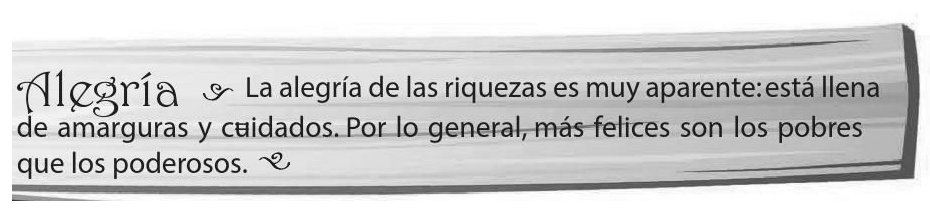 Alegría La alegría de las riquezas es muy aparente: está llena
de amarguras y cuidados. Por lo general, más felices son los pobres
que los poderosos.